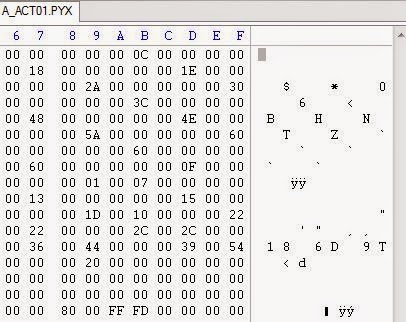 A_ACT01.PYX
6 7 8 9 A B C D E F
00 00 00 00 00 0C 00 00 00 00
00 18 00 00 00 00 00 1E 00 00
00 00 00 2A 00 00 00 00 00 30 $ * 0
00 00 00 00 00 3C 00 00 00 00 6 <
00 48 00 00 00 00 00 4E 00 00 B H N
00 00 00 5A 00 00 00 00 00 60 T Z `
00 00 00 00 00 60 00 00 00 00 ` `
00 60 00 00 00 00 00 0F 00 00 ` `
00 00 00 01 00 07 00 00 00 00 ÿÿ
00 13 00 00 00 00 00 15 00 00
00 00 00 1D 00 10 00 00 00 22 "
00 22 00 00 00 2C 00 2C 00 00 ' " , ,
00 36 00 44 00 00 00 39 00 54 1 8 6 D 9 T
00 00 00 20 00 00 00 00 00 00 < d
00 00 00 00 00 00 00 00 00 00
00 00 00 00 00 00 00 00 00 00
00 00 80 00 FF FD 00 00 00 00 ÿý